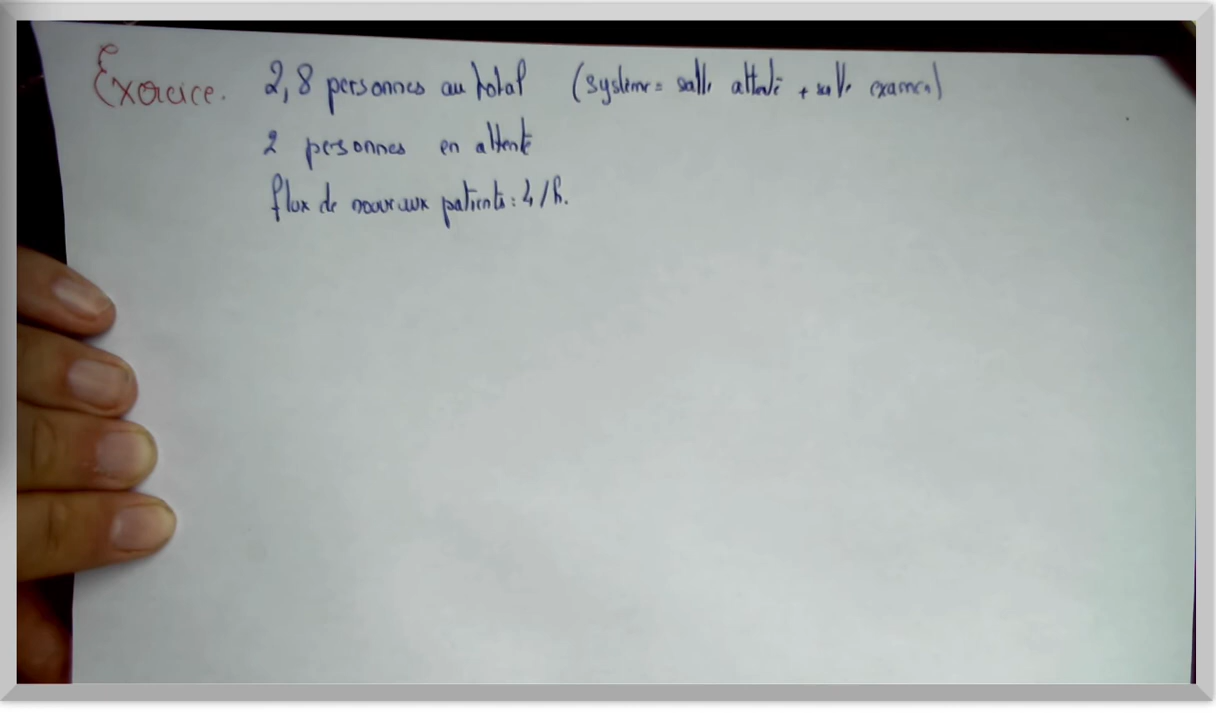 Exercice. 2,8 personnes au total (système = salle attente + salle examen)
2 personnes en attente
flux de nouveaux patients : 4/h.